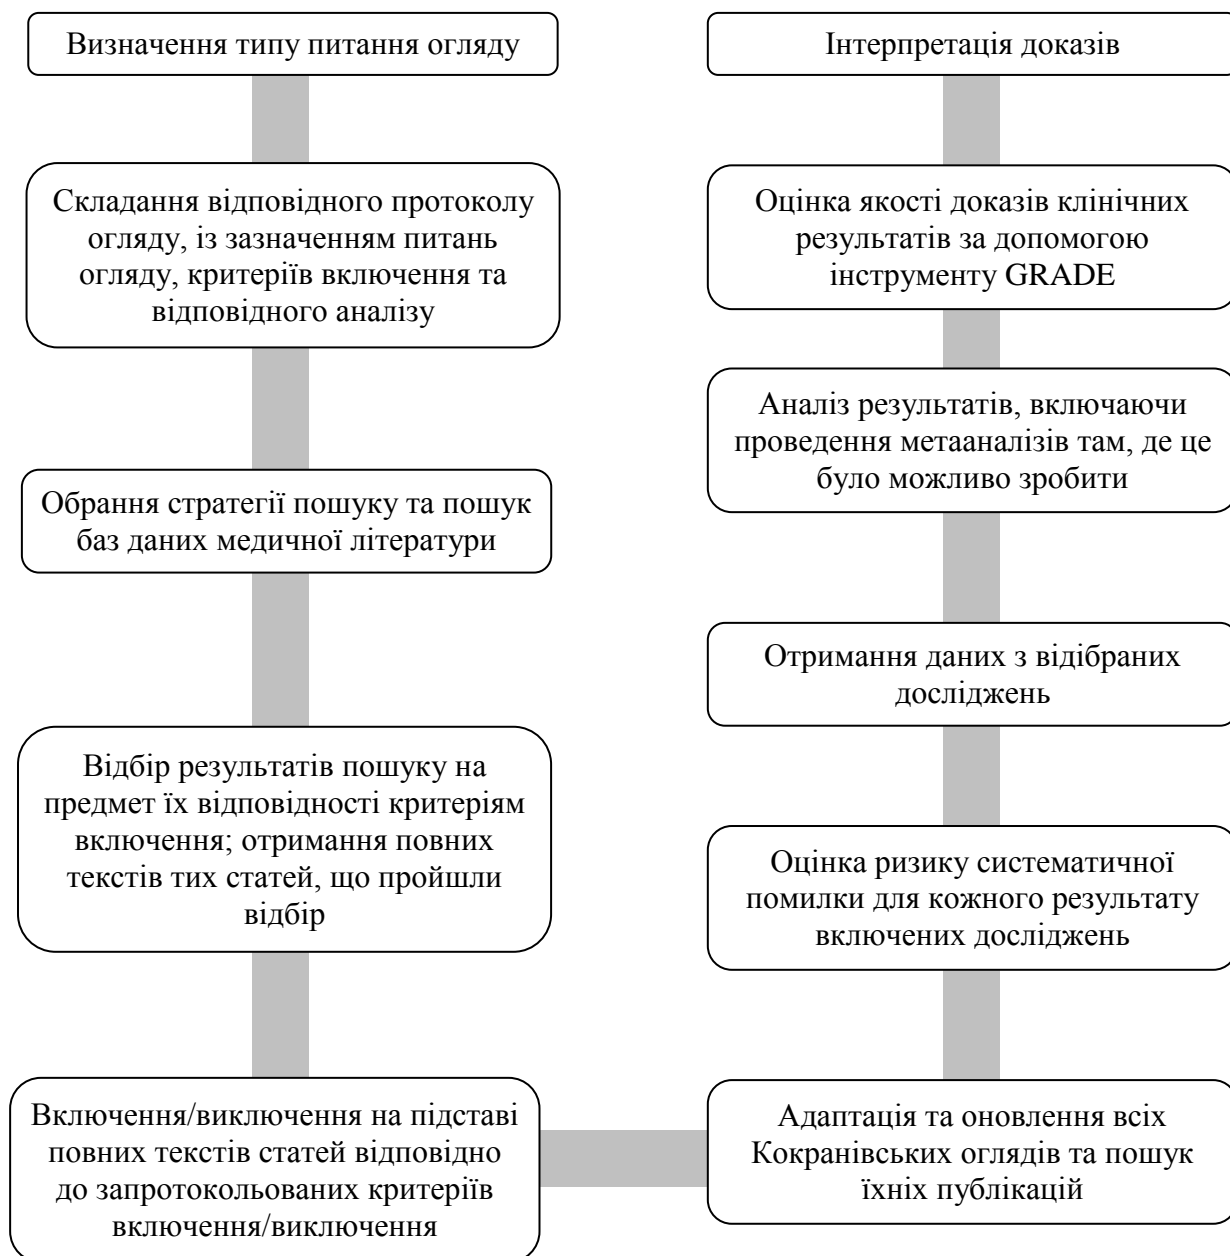 Визначення типу питання огляду
Складання відповідного протоколу
огляду, із зазначенням питань
огляду, критеріїв включення та
відповідного аналізу
Обрання стратегії пошуку та пошук
баз даних медичної літератури
Відбір результатів пошуку на
предмет їх відповідності критеріям
включення; отримання повних
текстів тих статей, що пройшли
відбір
Включення/виключення на підставі
повних текстів статей відповідно
до запротокольованих критеріїв
включення/виключення
Інтерпретація доказів
Оцінка якості доказів клінічних
результатів за допомогою
інструменту GRADE
Аналіз результатів, включаючи
проведення метааналізів там, де це
було можливо зробити
Отримання даних з відібраних
досліджень
Оцінка ризику систематичної
помилки для кожного результату
включених досліджень
Адаптація та оновлення всіх
Кокранівських оглядів та пошук
їхніх публікацій